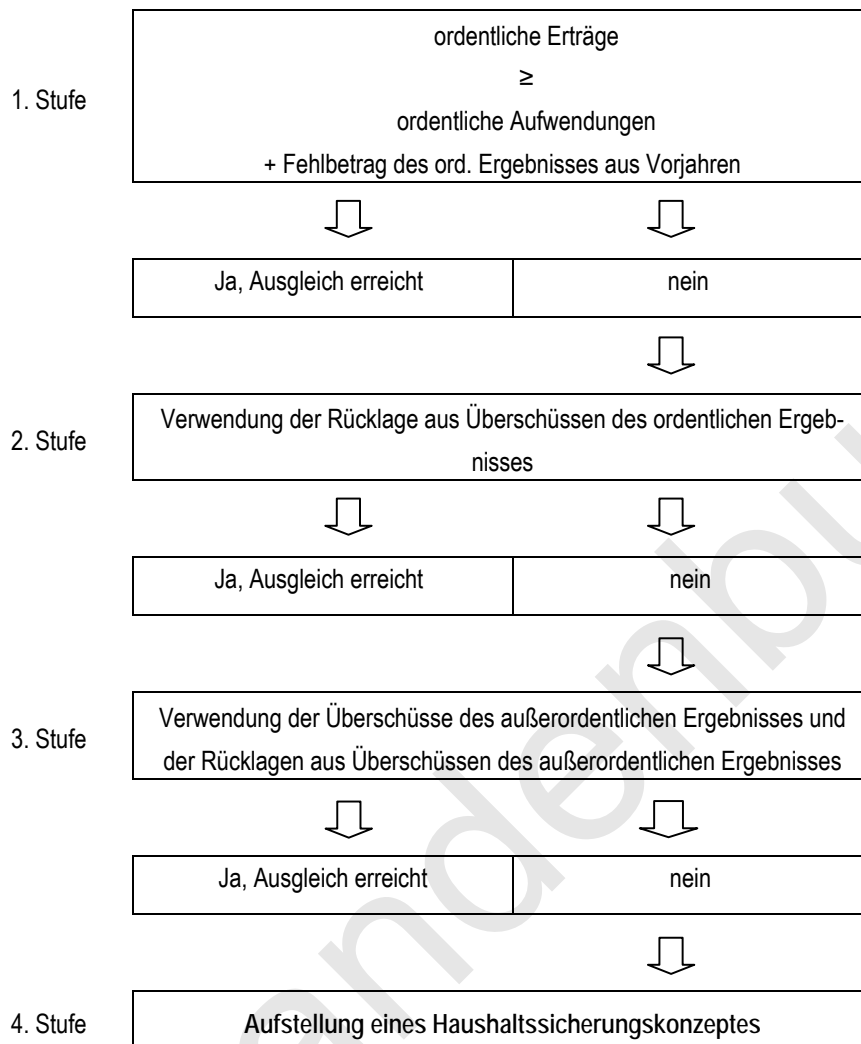 ordentliche Erträge
≥
1. Stufe
ordentliche Aufwendungen
+ Fehlbetrag des ord. Ergebnisses aus Vorjahren
Ja, Ausgleich erreicht nein
Verwendung der Rücklage aus Überschüssen des ordentlichen Ergeb-
2. Stufe
nisses
Ja, Ausgleich erreicht nein
Verwendung der Überschüsse des außerordentlichen Ergebnisses und
3. Stufe
der Rücklagen aus Überschüssen des außerordentlichen Ergebnisses
Ja, Ausgleich erreicht nein
4. Stufe Aufstellung eines Haushaltssicherungskonzeptes
andenbu